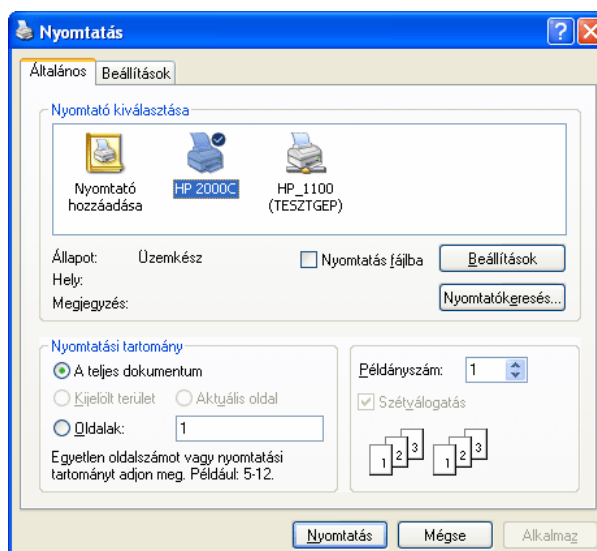 Nyomtatás
Általános
Beállítások
Nyomtató kiválasztása
Nyomtató hozzáadása
HP 2000C
HP_1100 (TESZTGEP)
Állapot: Üzemkész
Hely:
Megjegyzés:
Nyomtatás fájlba
Beállítások
Nyomtatókeresés...
Nyomtatási tartomány
A teljes dokumentum
Kijelölt terület
Aktuális oldal
Oldalak: 1
Egyetlen oldalszámot vagy nyomtatási
tartományt adjon meg. Például: 5-12.
Példányszám: 1
Szétválogatás
1 2 3 1 2 3
Nyomtatás
Mégse
Alkalmaz